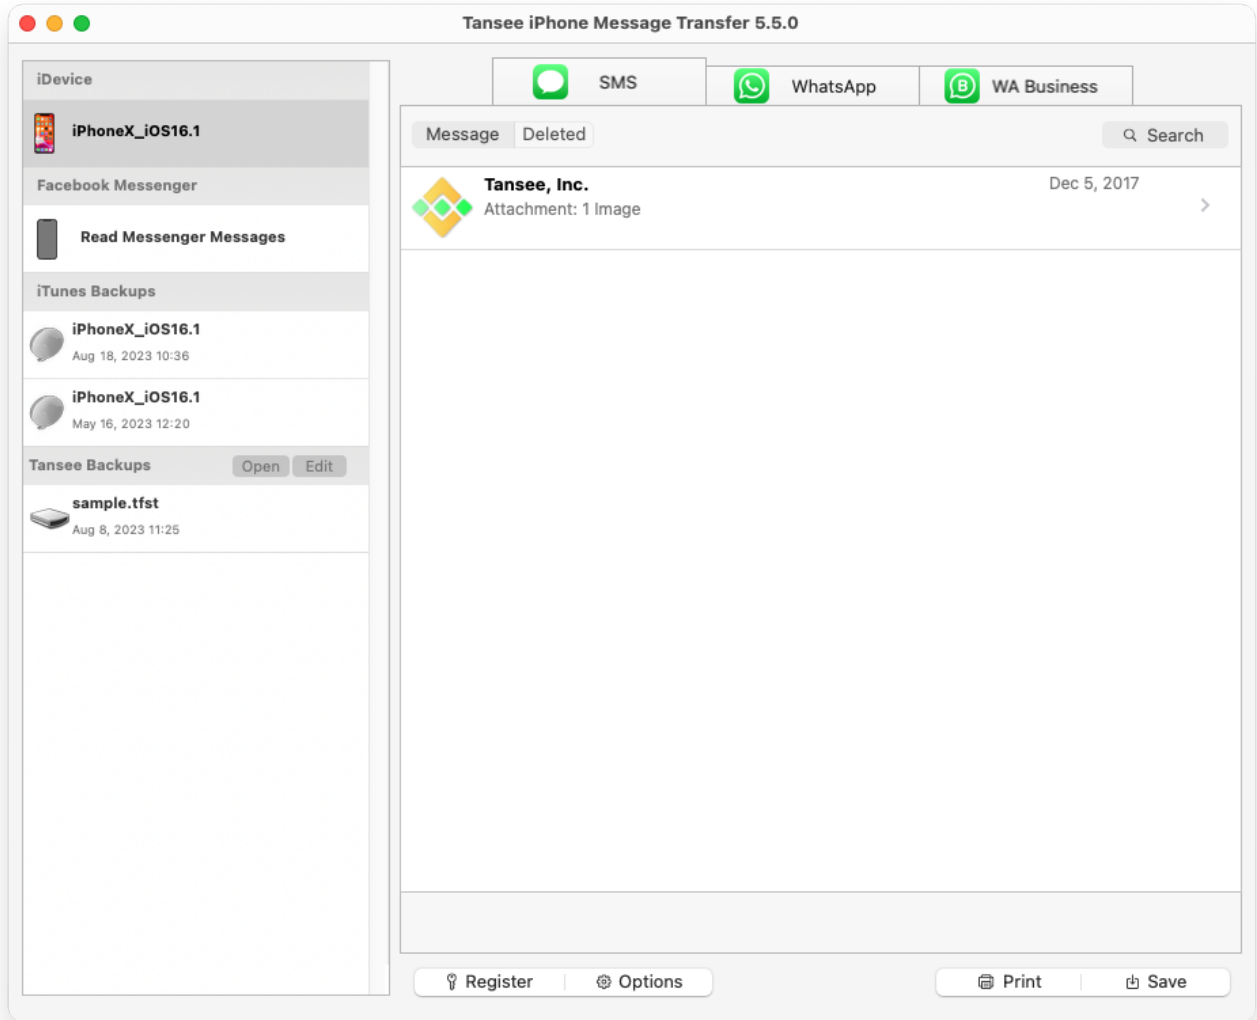 Tansee iPhone Message Transfer 5.5.0
iDevice
iPhoneX_iOS16.1
Facebook Messenger
Read Messenger Messages
iTunes Backups
iPhoneX_iOS16.1
Aug 18, 2023 10:36
iPhoneX_iOS16.1
May 16, 2023 12:20
Tansee Backups Open Edit
sample.tfst
Aug 8, 2023 11:25
SMS WhatsApp B WA Business
Message Deleted Search
Tansee, Inc. Dec 5, 2017
Attachment: 1 Image
Register Options Print Save